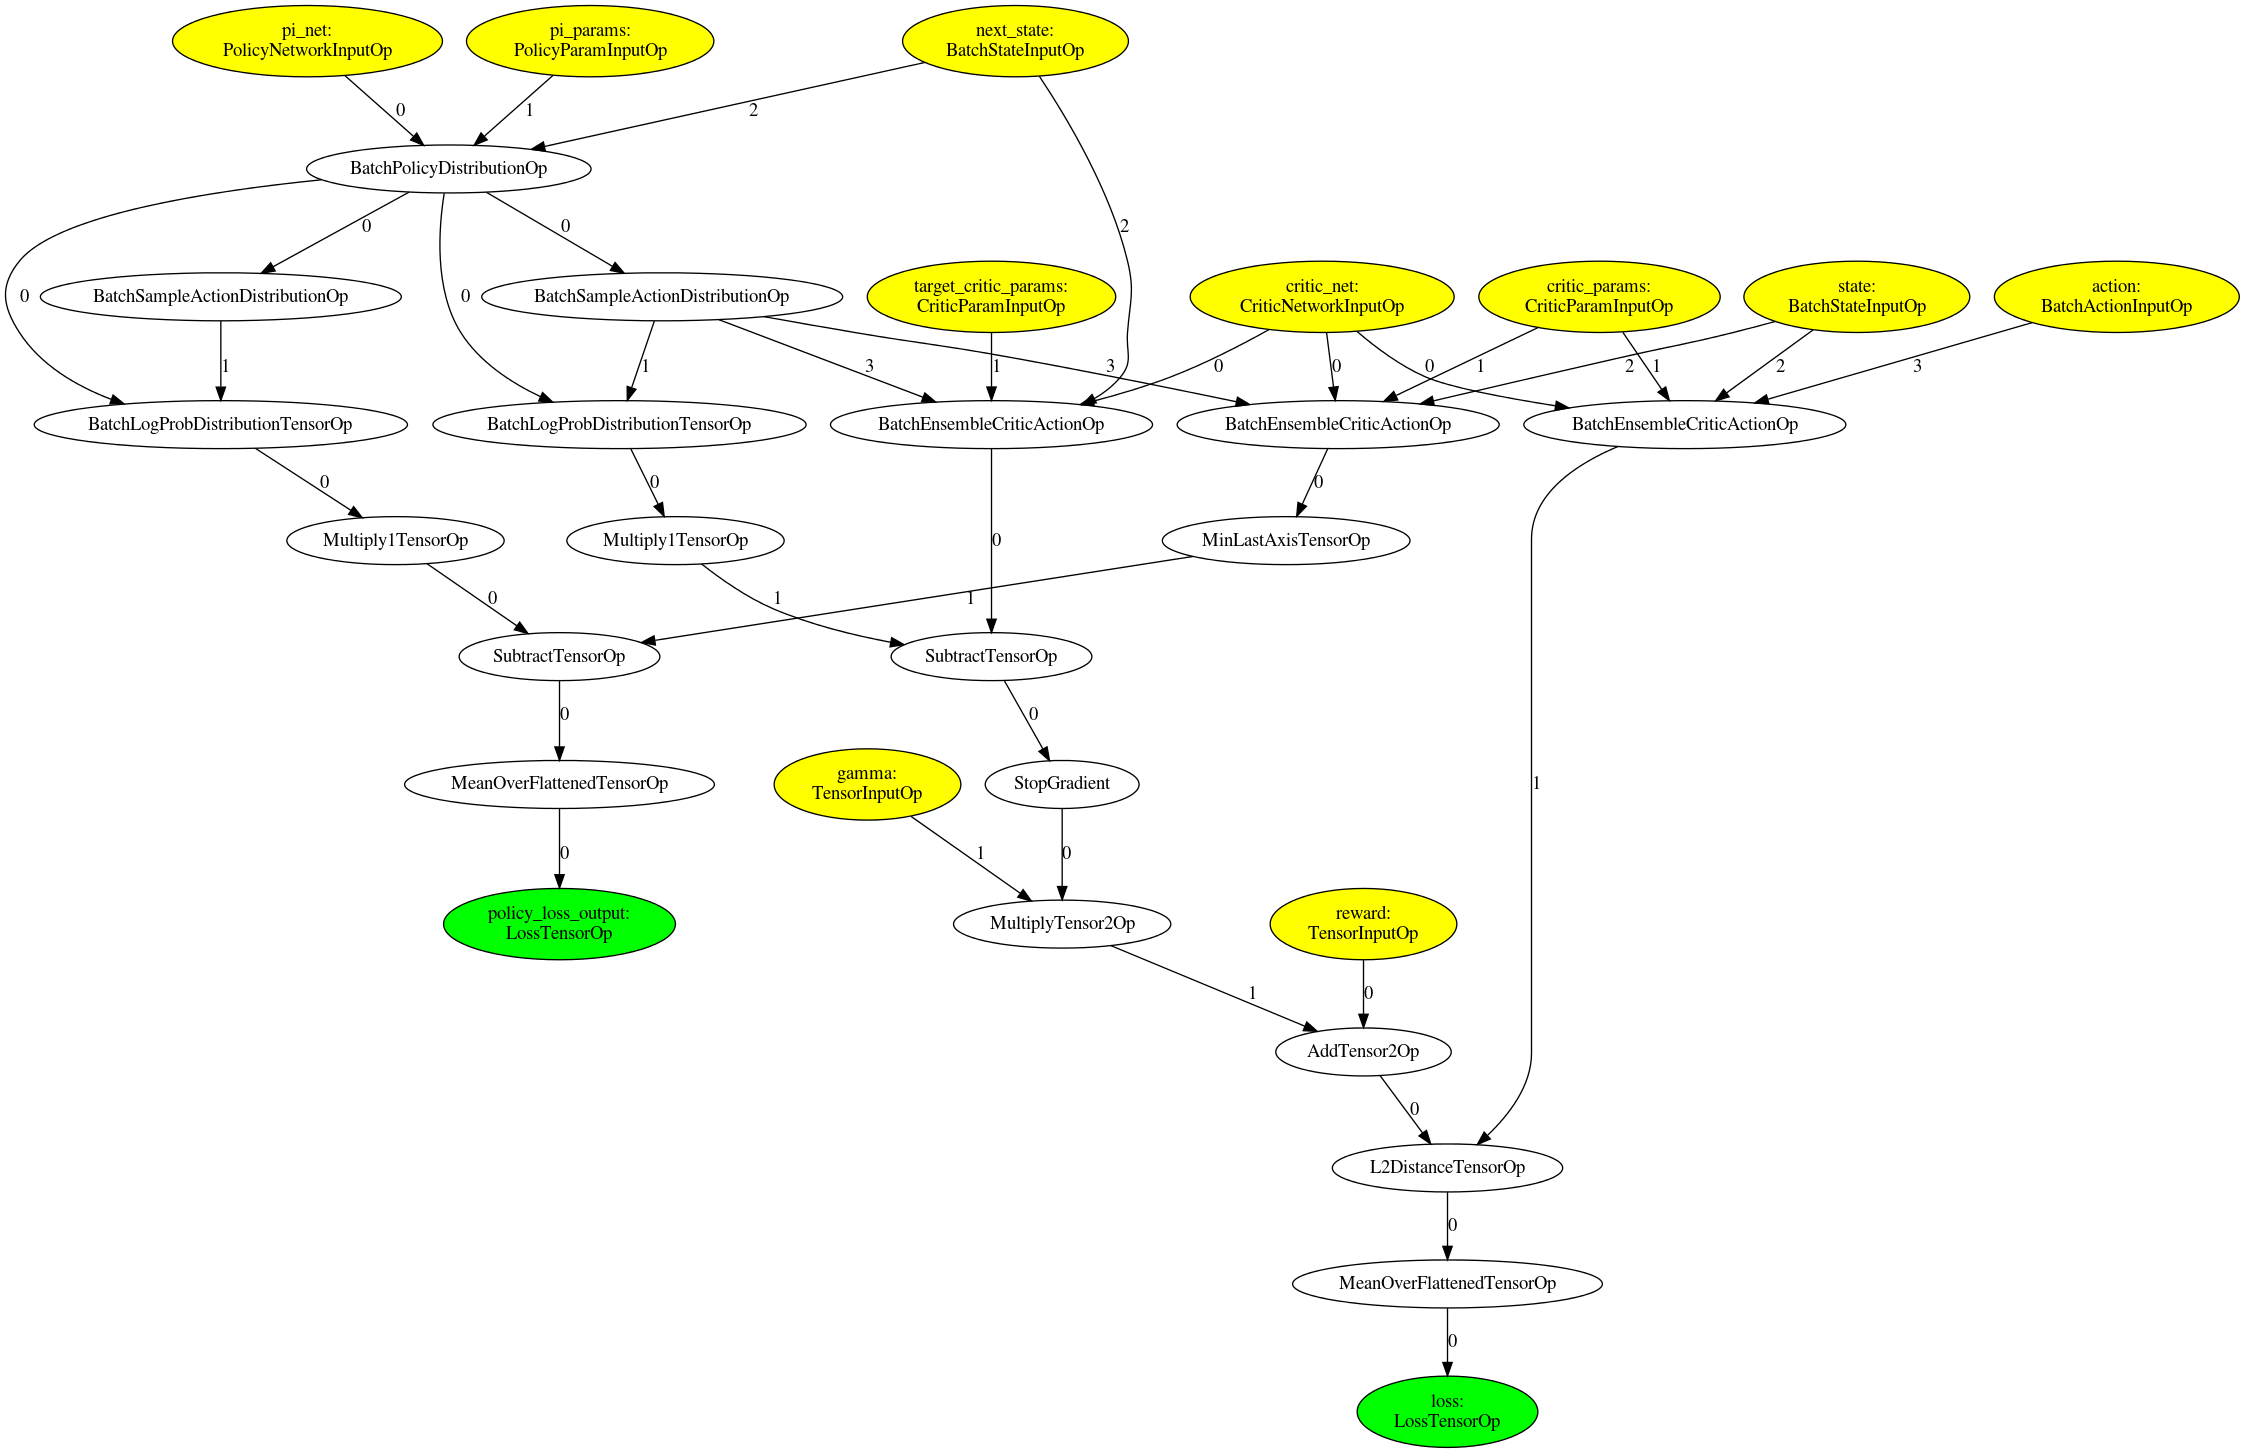 pi_net:
PolicyNetworkInputOp
pi_params:
PolicyParamInputOp
next_state:
BatchStateInputOp
0
1
2
BatchPolicyDistributionOp
0
0
2
0
0
BatchSampleActionDistributionOp
BatchSampleActionDistributionOp
target_critic_params:
CriticParamInputOp
critic_net:
CriticNetworkInputOp
critic_params:
CriticParamInputOp
state:
BatchStateInputOp
action:
BatchActionInputOp
1
1
3
1
3
0
0
0
1
2
1
2
3
BatchLogProbDistributionTensorOp
BatchLogProbDistributionTensorOp
BatchEnsembleCriticActionOp
BatchEnsembleCriticActionOp
BatchEnsembleCriticActionOp
0
0
0
Multiply1TensorOp
Multiply1TensorOp
0
MinLastAxisTensorOp
0
1
1
SubtractTensorOp
SubtractTensorOp
0
0
MeanOverFlattenedTensorOp
gamma:
TensorInputOp
StopGradient
1
0
1
0
policy_loss_output:
LossTensorOp
MultiplyTensor2Op
reward:
TensorInputOp
1
0
AddTensor2Op
0
L2DistanceTensorOp
0
MeanOverFlattenedTensorOp
0
loss:
LossTensorOp